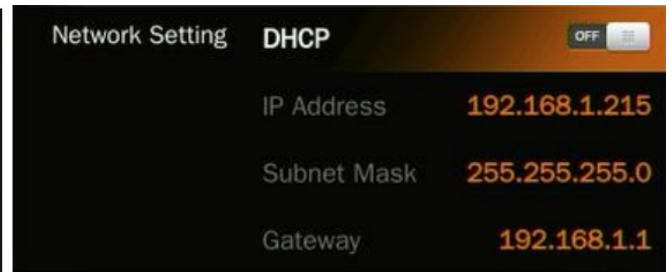 Network Setting DHCP OFF
IP Address 192.168.1.215
Subnet Mask 255.255.255.0
Gateway 192.168.1.1